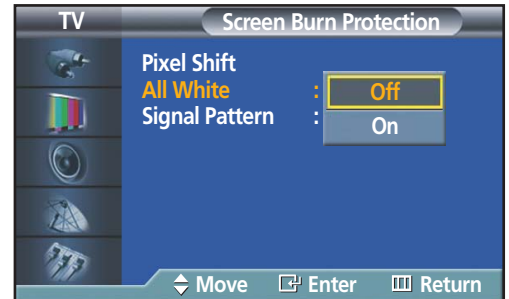 TV Screen Burn Protection
Pixel Shift
All White : Off
Signal Pattern : On
Move Enter Return